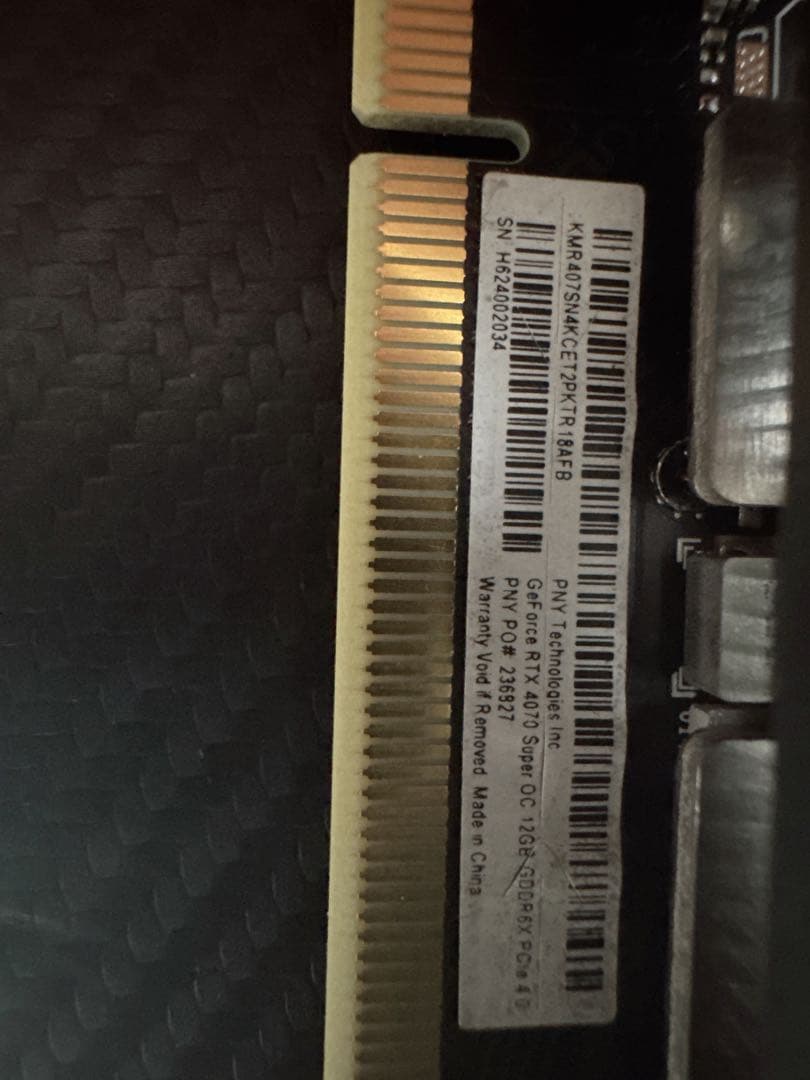 KMR407SN4KCET2PKTR18AFB
SN H624002034
PNY Technologies Inc
GeForce RTX 4070 Super OC 12GB GDDR6X PCIe 4.0
PNY PO# 236827
Warranty Void if Removed Made in China